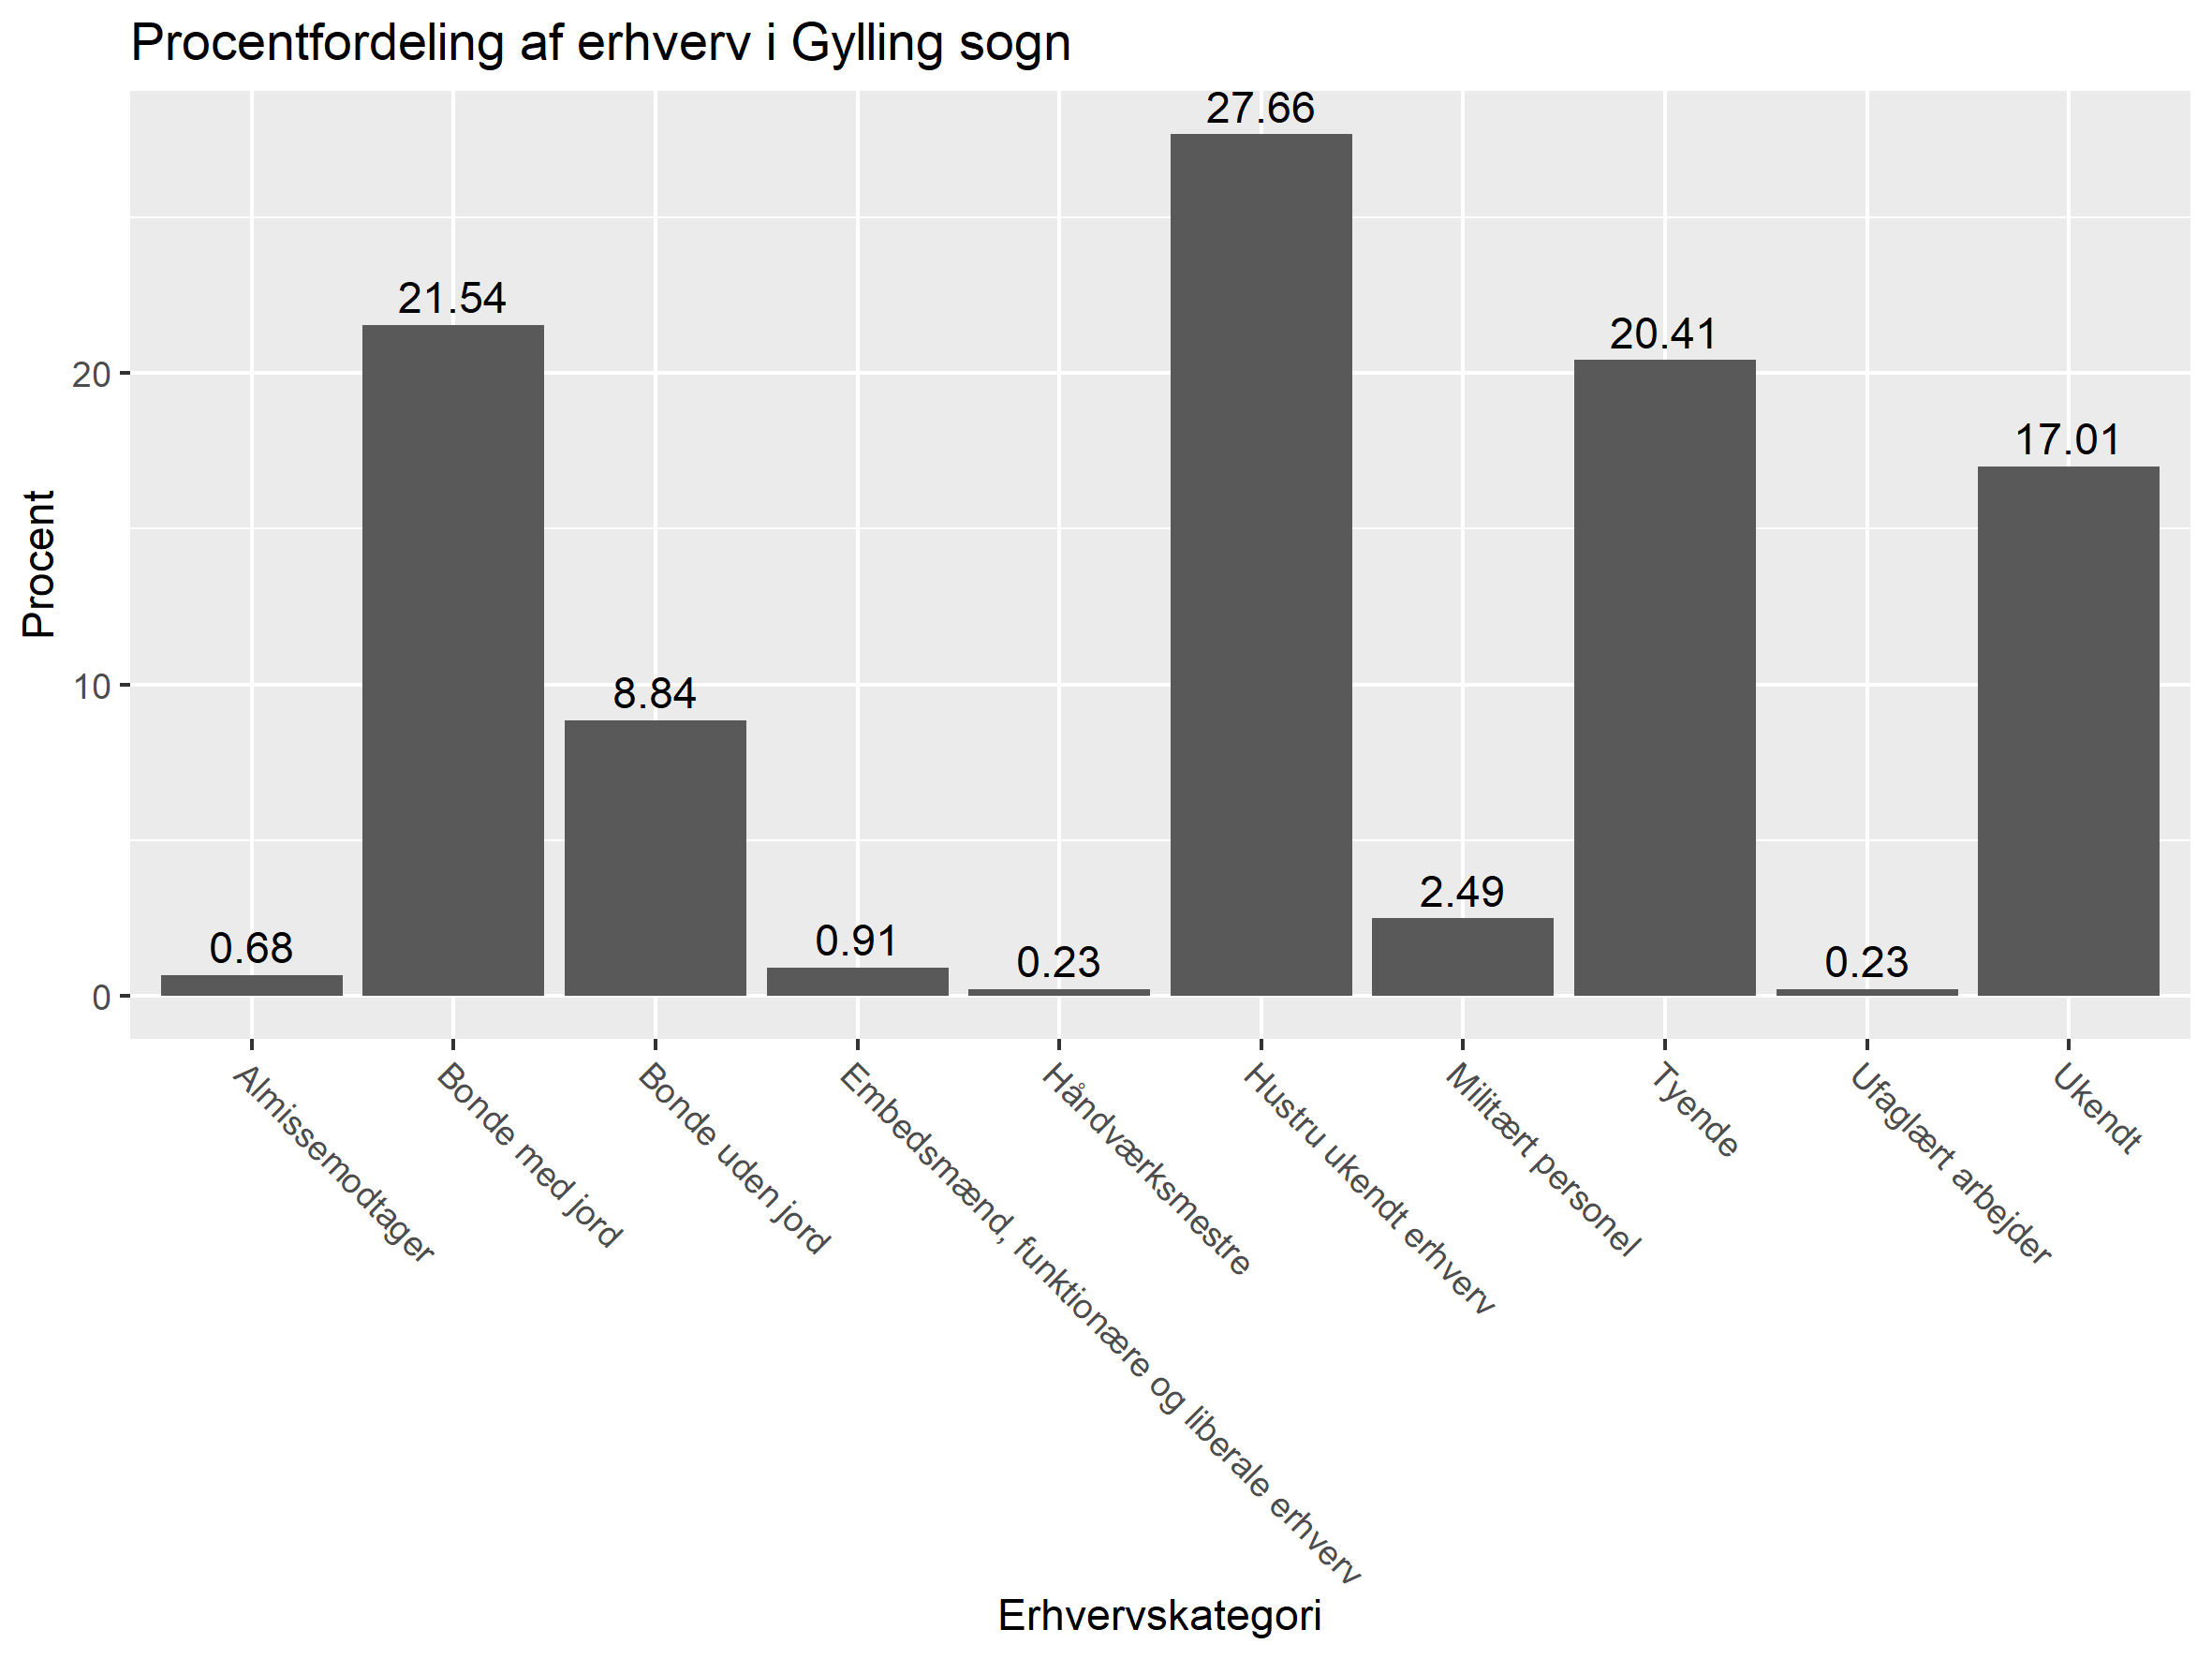 Procentfordeling af erhverv i Gylling sogn
Procent
20
10
0
0.68
21.54
8.84
0.91
0.23
27.66
2.49
20.41
0.23
17.01
Almissemodtager
Bonde med jord
Bonde uden jord
Embedsmænd, funktionære og liberale erhverv
Håndværksmestre
Hustru ukendt erhverv
Militært personel
Tyende
Ufaglært arbejder
Ukendt
Erhvervskategori